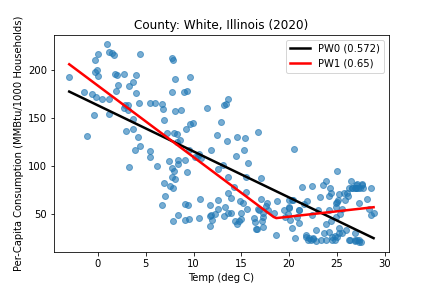 County: White, Illinois (2020)
PW0 (0.572)
PW1 (0.65)
Per-Capita Consumption (MMBtu/1000 Households)
200
150
100
50
0 5 10 15 20 25 30
Temp (deg C)